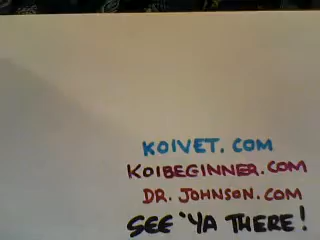 KOIVET. COM
KOIBEGINNER.COM
DR. JOHNSON.COM
SEE 'YA THERE!